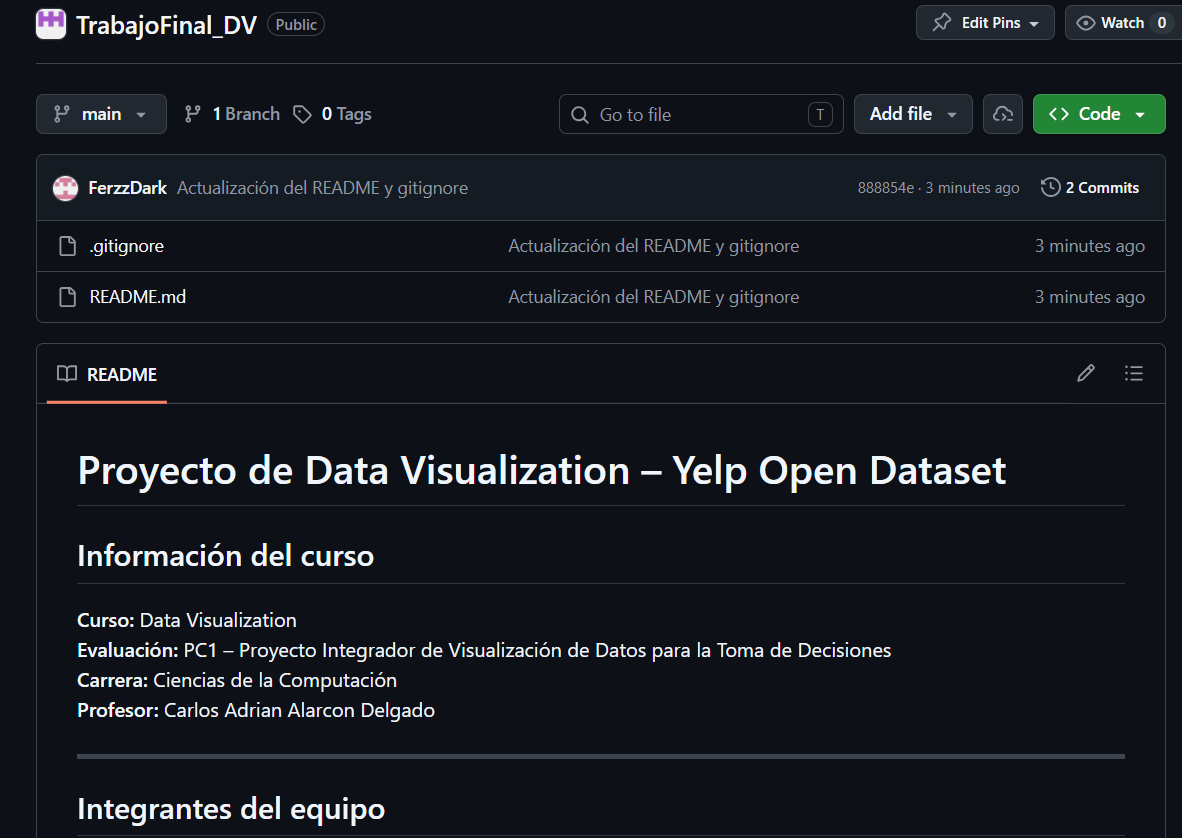 TrabajoFinal_DV Public Edit Pins Watch 0
main 1 Branch 0 Tags Go to file T Add file <> Code
FerzzDark Actualización del README y gitignore 888854e · 3 minutes ago 2 Commits
.gitignore Actualización del README y gitignore 3 minutes ago
README.md Actualización del README y gitignore 3 minutes ago
README
Proyecto de Data Visualization – Yelp Open Dataset
Información del curso
Curso: Data Visualization
Evaluación: PC1 – Proyecto Integrador de Visualización de Datos para la Toma de Decisiones
Carrera: Ciencias de la Computación
Profesor: Carlos Adrian Alarcon Delgado
Integrantes del equipo